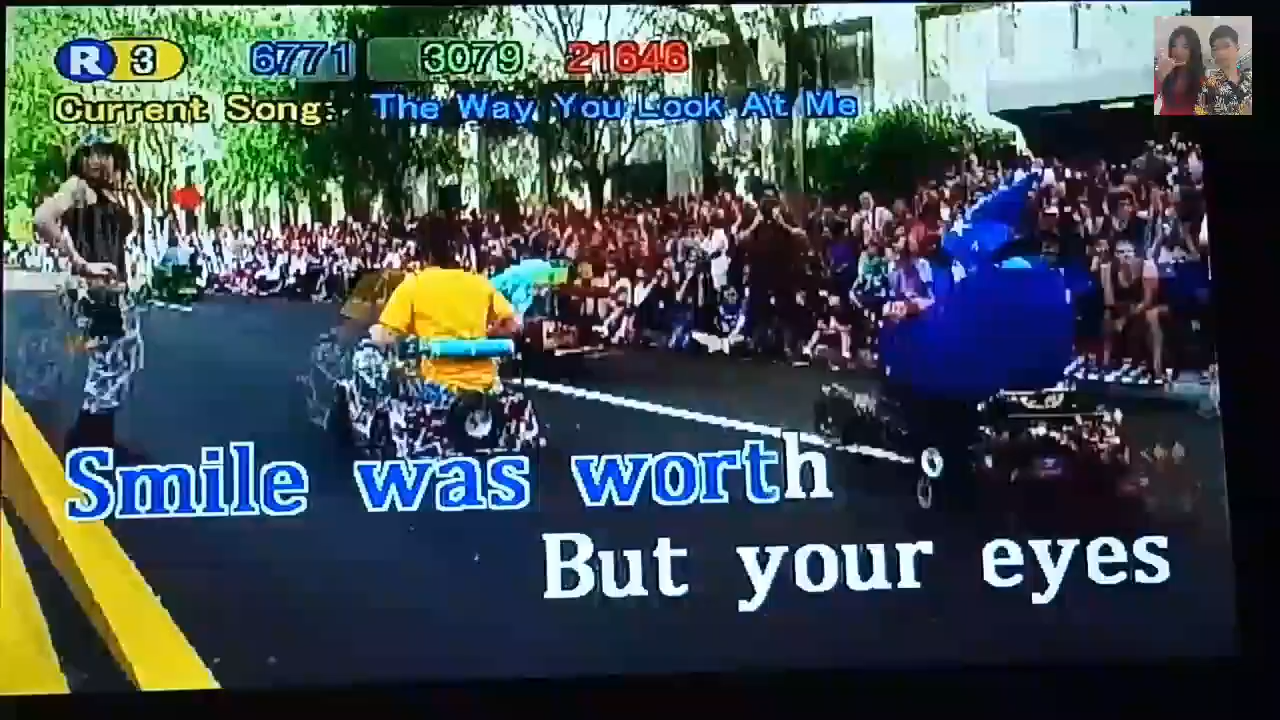 R 3 6771 3079 21646
Current Song: The Way You Look At Me
Smile was worth
But your eyes